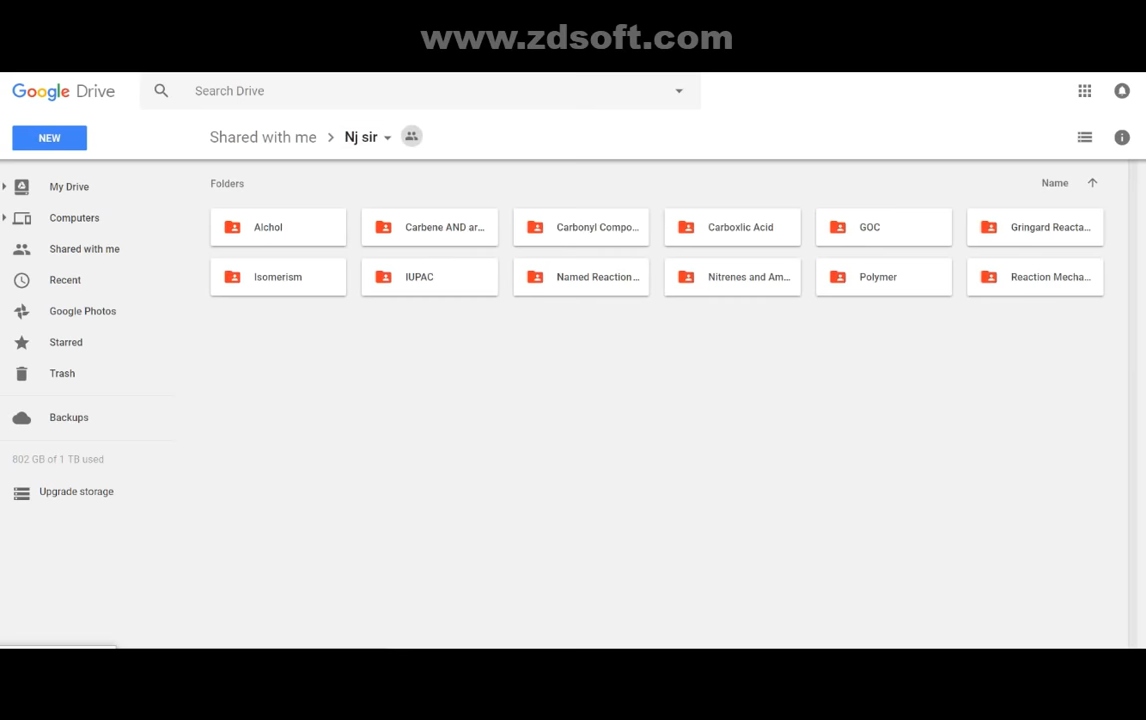 www.zdsoft.com
Google Drive
Search Drive
NEW
Shared with me > Nj sir
My Drive
Computers
Shared with me
Recent
Google Photos
Starred
Trash
Backups
802 GB of 1 TB used
Upgrade storage
Folders
Name
Alchol
Carbene AND ar...
Carbonyl Compo...
Carboxlic Acid
GOC
Gringard Reacta...
Isomerism
IUPAC
Named Reaction...
Nitrenes and Am...
Polymer
Reaction Mecha...